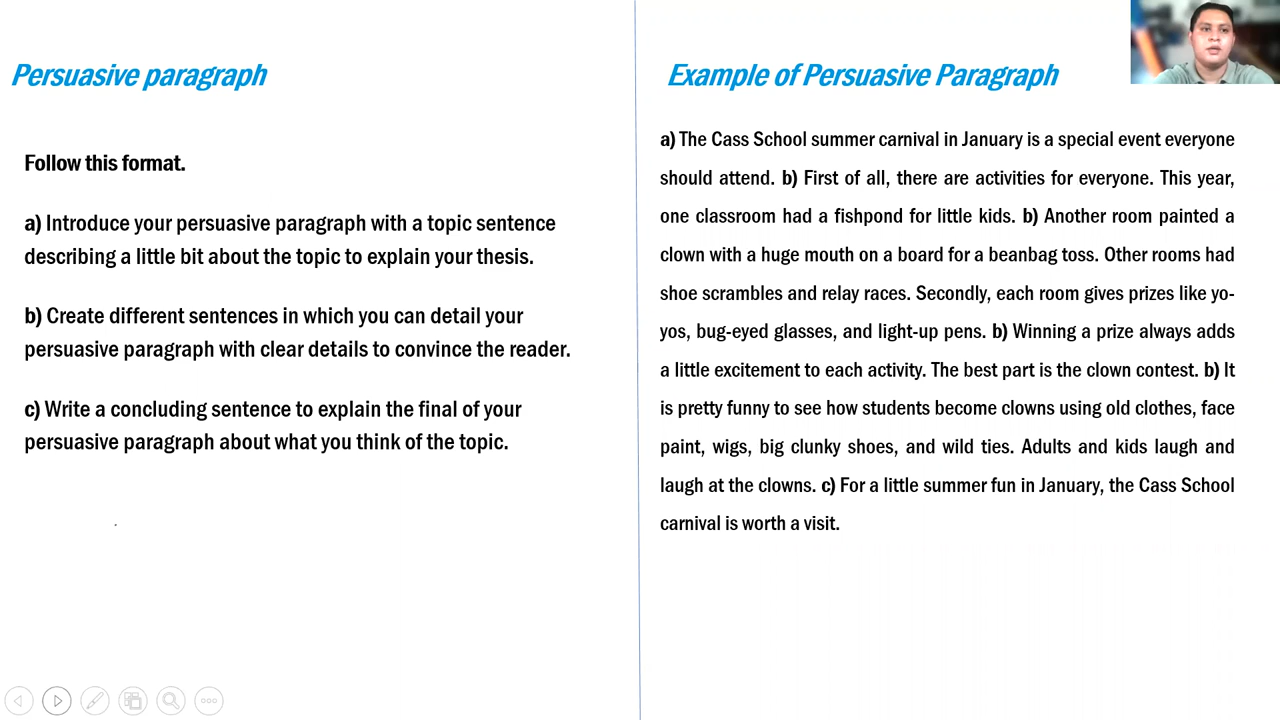 Persuasive paragraph
Follow this format.
a) Introduce your persuasive paragraph with a topic sentence
describing a little bit about the topic to explain your thesis.
b) Create different sentences in which you can detail your
persuasive paragraph with clear details to convince the reader.
c) Write a concluding sentence to explain the final of your
persuasive paragraph about what you think of the topic.
Example of Persuasive Paragraph
a) The Cass School summer carnival in January is a special event everyone
should attend. b) First of all, there are activities for everyone. This year,
one classroom had a fishpond for little kids. b) Another room painted a
clown with a huge mouth on a board for a beanbag toss. Other rooms had
shoe scrambles and relay races. Secondly, each room gives prizes like yo-
yos, bug-eyed glasses, and light-up pens. b) Winning a prize always adds
a little excitement to each activity. The best part is the clown contest. b) It
is pretty funny to see how students become clowns using old clothes, face
paint, wigs, big clunky shoes, and wild ties. Adults and kids laugh and
laugh at the clowns. c) For a little summer fun in January, the Cass School
carnival is worth a visit.